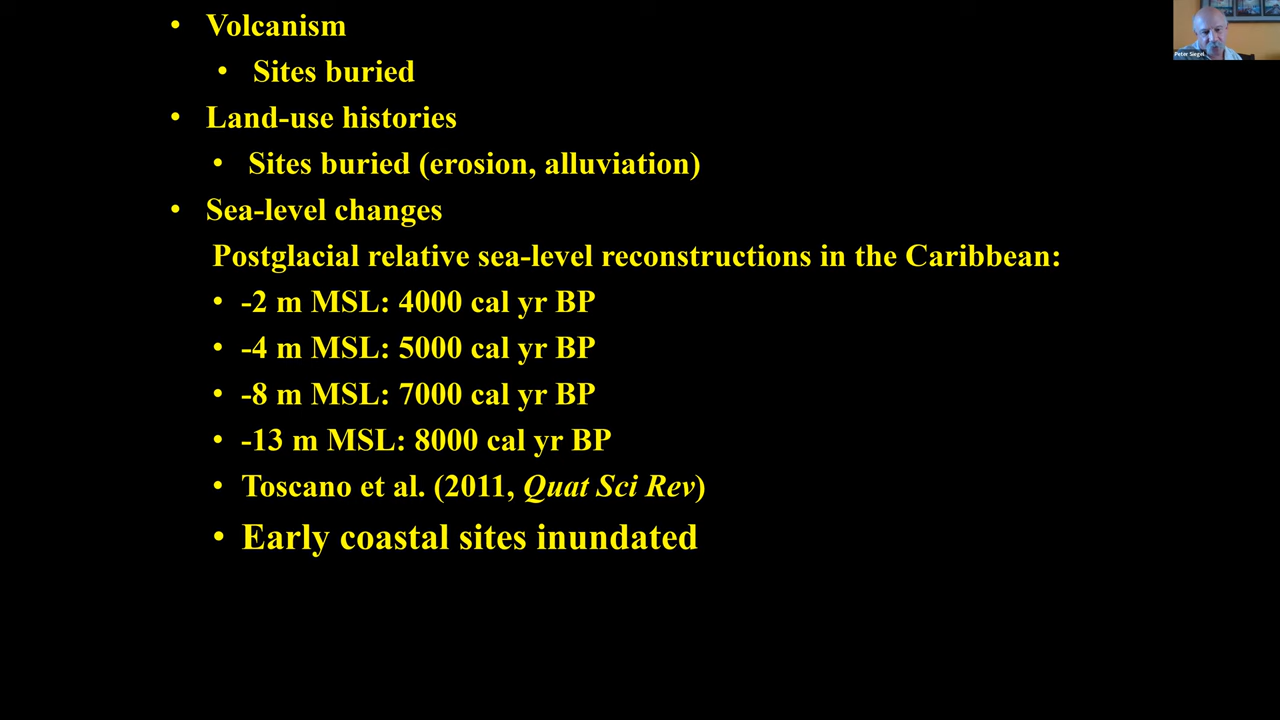 • Volcanism
• Sites buried
• Land-use histories
• Sites buried (erosion, alluviation)
• Sea-level changes
Postglacial relative sea-level reconstructions in the Caribbean:
• -2 m MSL: 4000 cal yr BP
• -4 m MSL: 5000 cal yr BP
• -8 m MSL: 7000 cal yr BP
• -13 m MSL: 8000 cal yr BP
• Toscano et al. (2011, Quat Sci Rev)
• Early coastal sites inundated
Peter Siegel